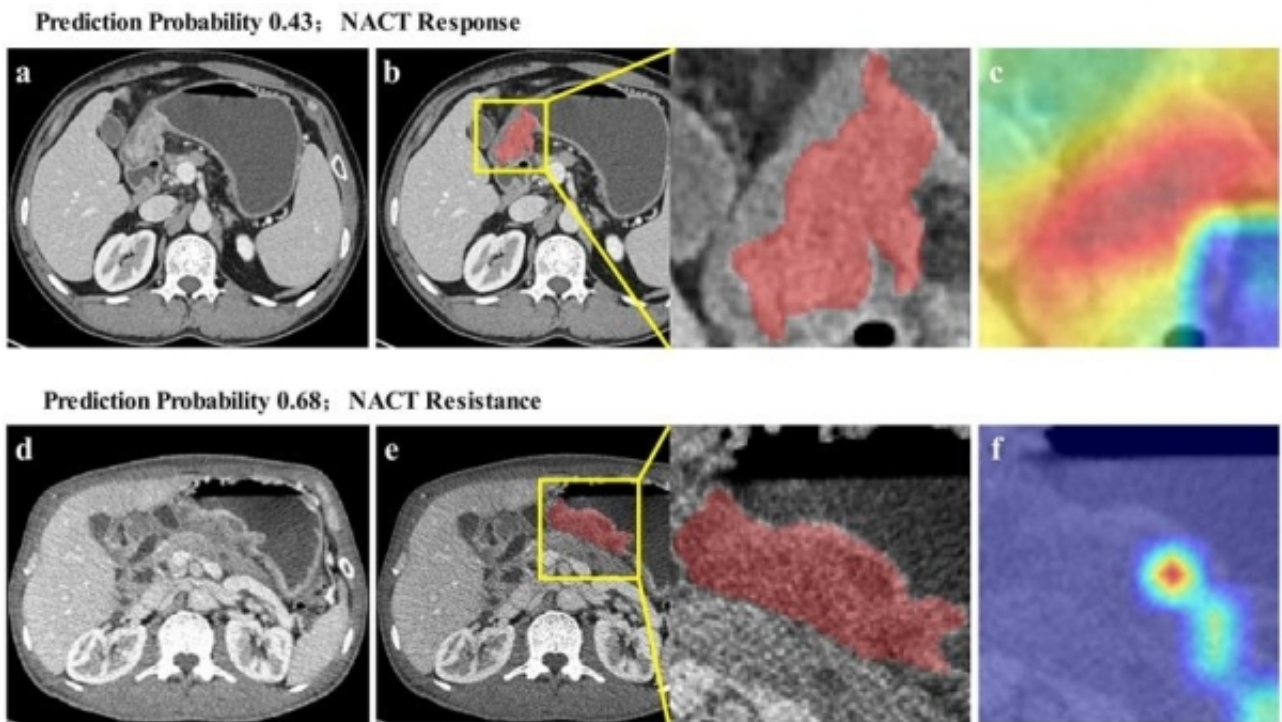 Prediction Probability 0.43; NACT Response
a
b
c
Prediction Probability 0.68; NACT Resistance
d
e
f